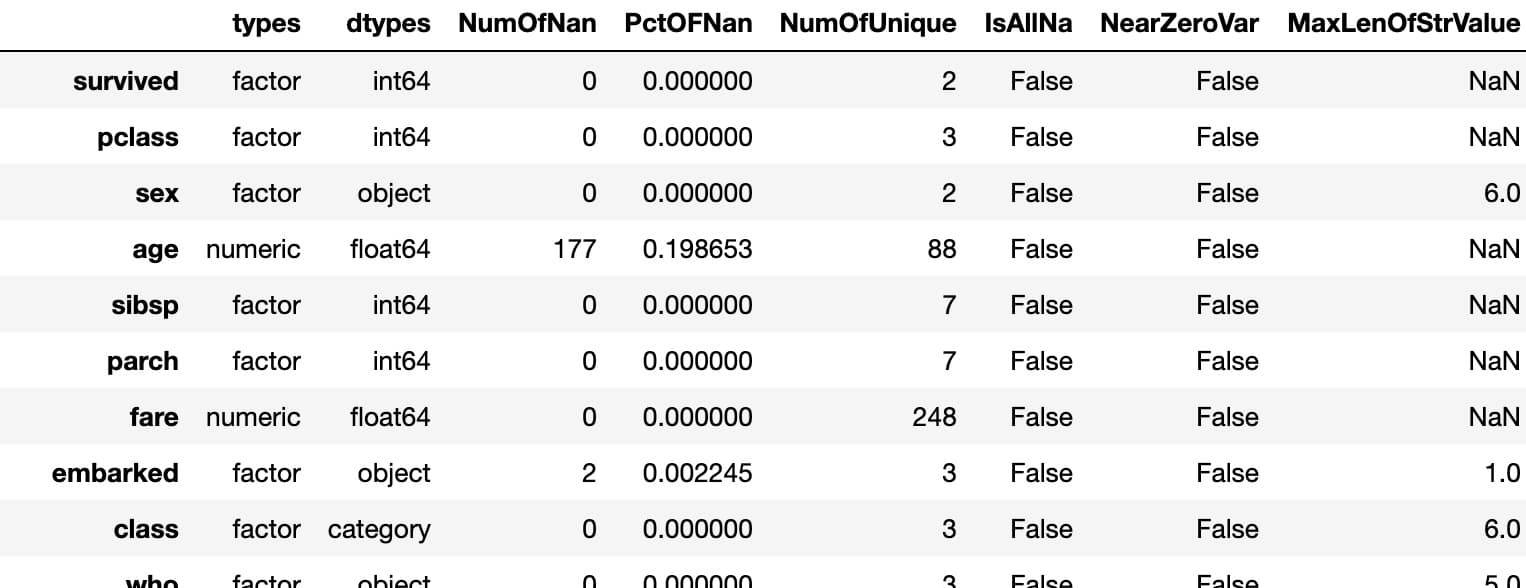 types dtypes NumOfNan PctOFNan NumOfUnique IsAllNa NearZeroVar MaxLenOfStrValue
survived factor int64 0 0.000000 2 False False NaN
pclass factor int64 0 0.000000 3 False False NaN
sex factor object 0 0.000000 2 False False 6.0
age numeric float64 177 0.198653 88 False False NaN
sibsp factor int64 0 0.000000 7 False False NaN
parch factor int64 0 0.000000 7 False False NaN
fare numeric float64 0 0.000000 248 False False NaN
embarked factor object 2 0.002245 3 False False 1.0
class factor category 0 0.000000 3 False False 6.0
who factor object 0 0.000000 3 False False 5.0